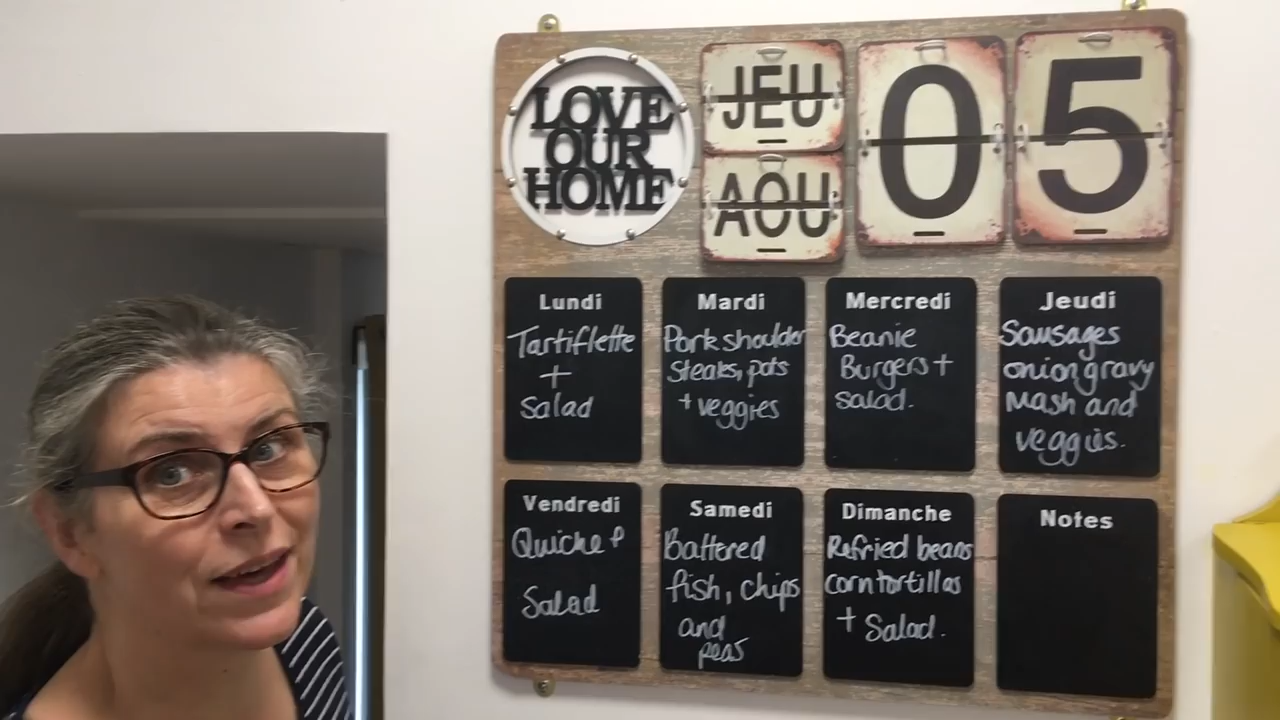 LOVE
OUR
HOME
JEU
AOÛ
05
Lundi
Tartiflette
+
Salad
Mardi
Pork shoulder
Steaks, pots
+ veggies
Mercredi
Beanie
Burgers +
salad.
Jeudi
Sausages
onion gravy
Mash and
veggies.
Vendredi
Quiche +
Salad
Samedi
Battered
fish, chips
and
peas
Dimanche
Refried beans
corn tortillas
+ Salad.
Notes